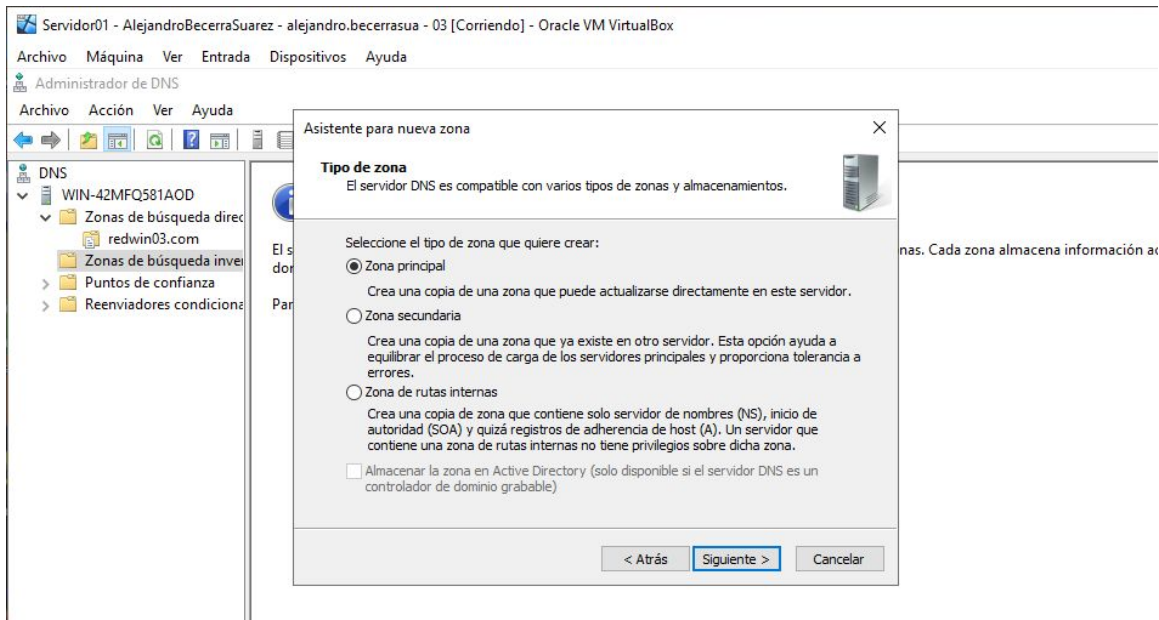 Servidor01 - AlejandroBecerraSuarez - alejandro.becerrasua - 03 [Corriendo] - Oracle VM VirtualBox
Archivo Máquina Ver Entrada Dispositivos Ayuda
Administrador de DNS
Archivo Acción Ver Ayuda
DNS
WIN-42MFQ581AOD
Zonas de búsqueda direc
redwin03.com
Zonas de búsqueda inve
Puntos de confianza
Reenviadores condiciona
El s
dor
Par
nas. Cada zona almacena información ac
Asistente para nueva zona
Tipo de zona
El servidor DNS es compatible con varios tipos de zonas y almacenamientos.
Seleccione el tipo de zona que quiere crear:
Zona principal
Crea una copia de una zona que puede actualizarse directamente en este servidor.
Zona secundaria
Crea una copia de una zona que ya existe en otro servidor. Esta opción ayuda a
equilibrar el proceso de carga de los servidores principales y proporciona tolerancia a
errores.
Zona de rutas internas
Crea una copia de zona que contiene solo servidor de nombres (NS), inicio de
autoridad (SOA) y quizá registros de adherencia de host (A). Un servidor que
contiene una zona de rutas internas no tiene privilegios sobre dicha zona.
Almacenar la zona en Active Directory (solo disponible si el servidor DNS es un
controlador de dominio grabable)
< Atrás Siguiente > Cancelar